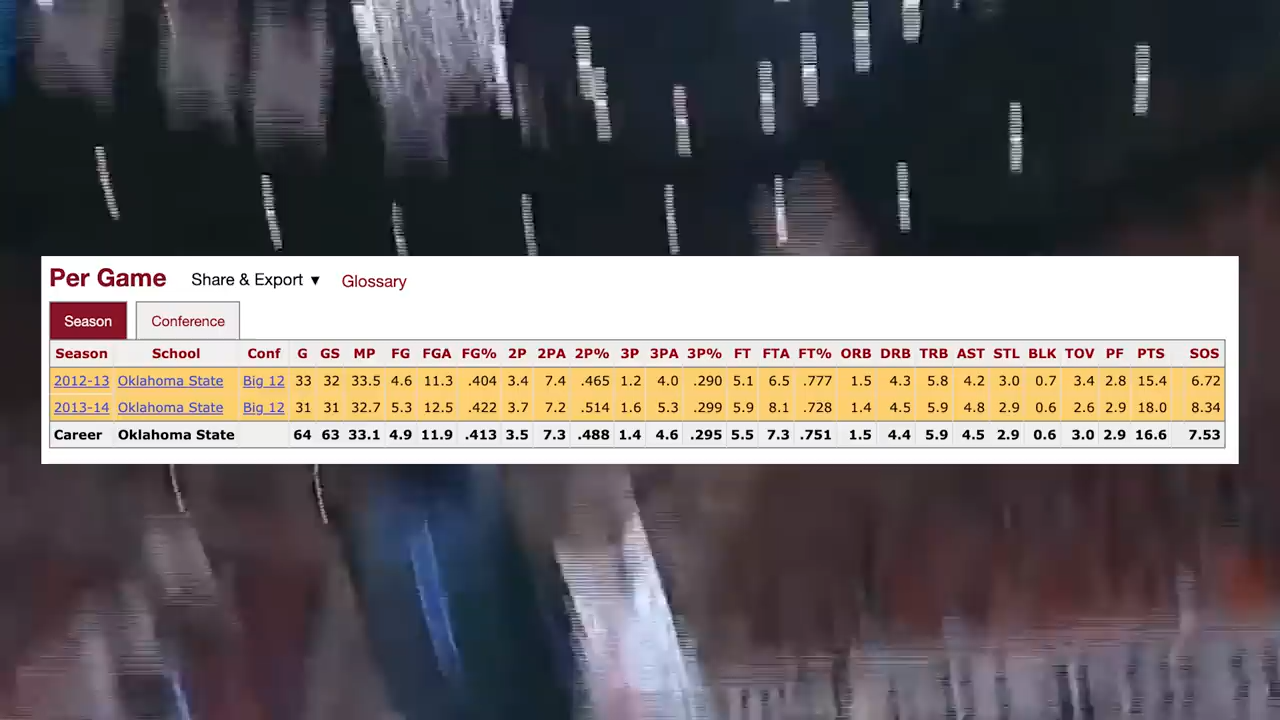 Per Game Share & Export ▼ Glossary
Season Conference
Season School Conf G GS MP FG FGA FG% 2P 2PA 2P% 3P 3PA 3P% FT FTA FT% ORB DRB TRB AST STL BLK TOV PF PTS SOS
2012-13 Oklahoma State Big 12 33 32 33.5 4.6 11.3 .404 3.4 7.4 .465 1.2 4.0 .290 5.1 6.5 .777 1.5 4.3 5.8 4.2 3.0 0.7 3.4 2.8 15.4 6.72
2013-14 Oklahoma State Big 12 31 31 32.7 5.3 12.5 .422 3.7 7.2 .514 1.6 5.3 .299 5.9 8.1 .728 1.4 4.5 5.9 4.8 2.9 0.6 2.6 2.9 18.0 8.34
Career Oklahoma State 64 63 33.1 4.9 11.9 .413 3.5 7.3 .488 1.4 4.6 .295 5.5 7.3 .751 1.5 4.4 5.9 4.5 2.9 0.6 3.0 2.9 16.6 7.53